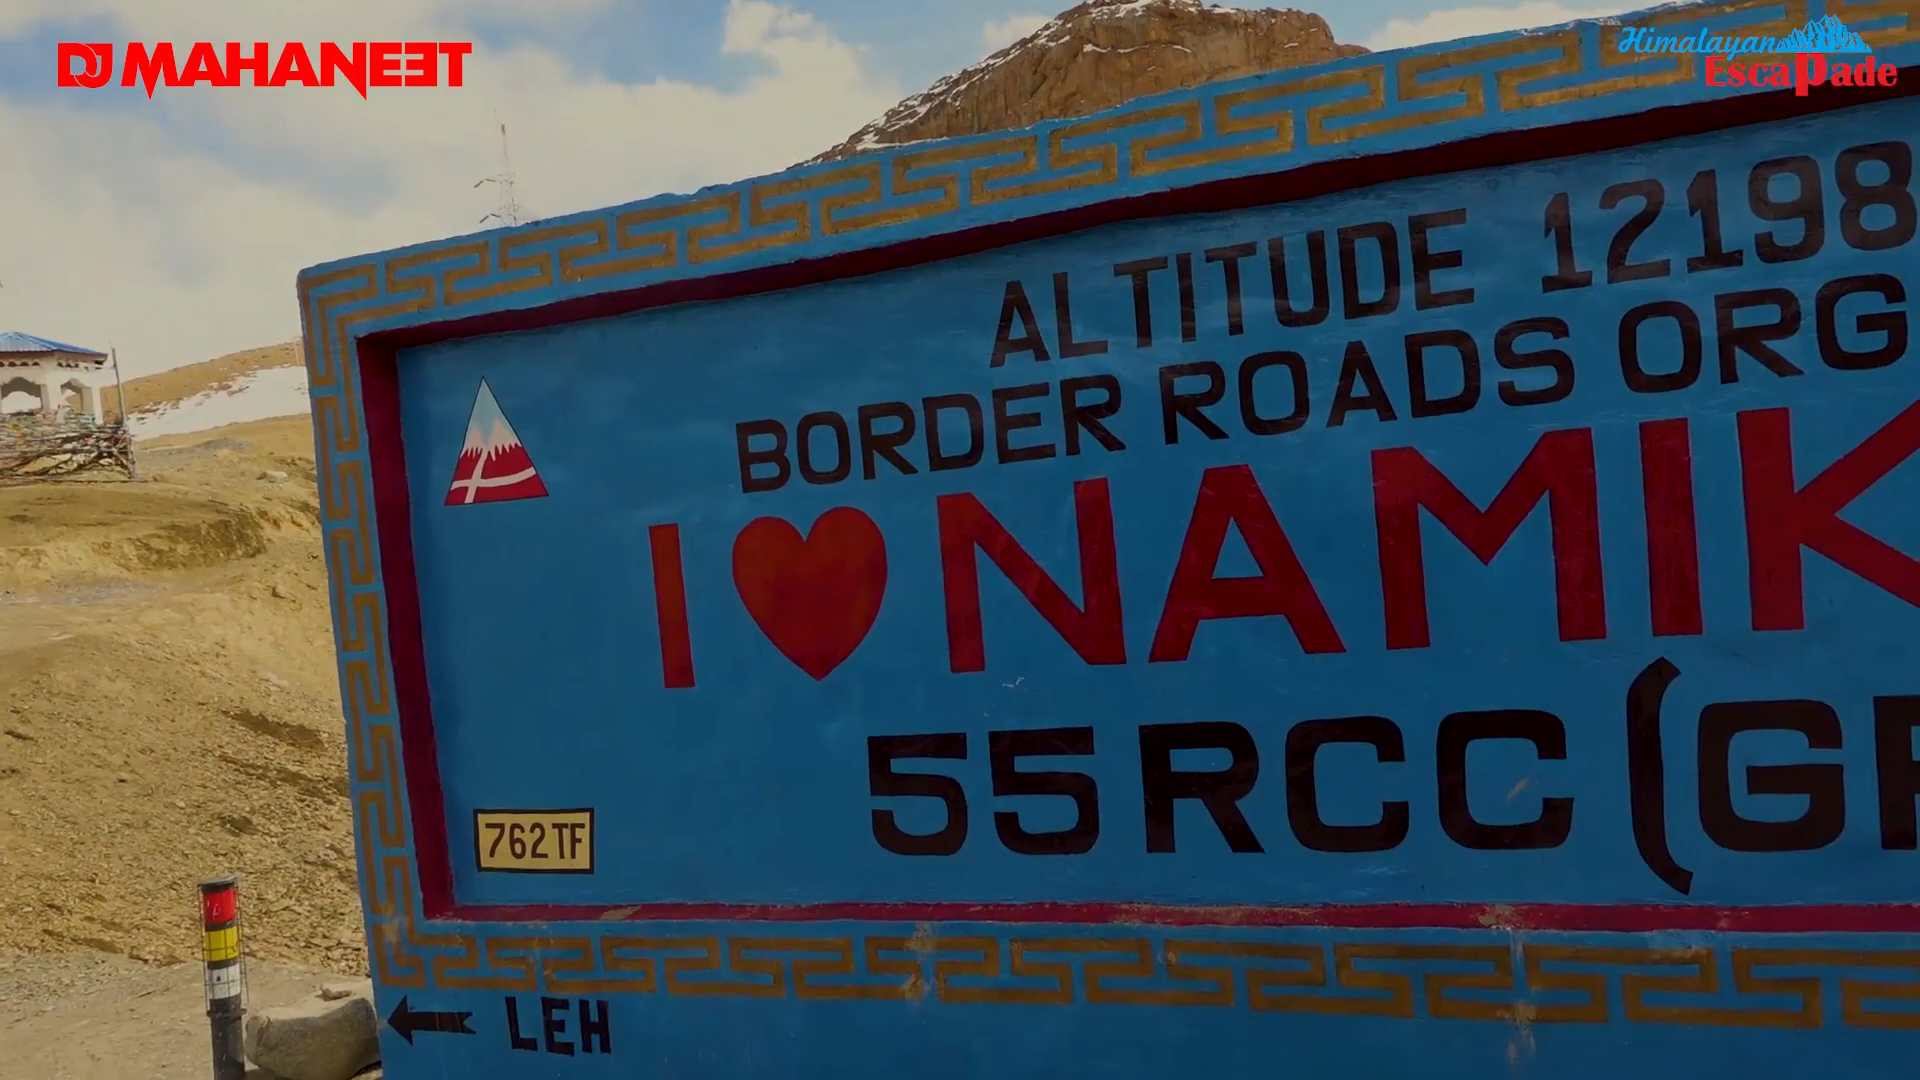 DJ MAHANEET
Himalayan
Escapade
ALTITUDE 12198
BORDER ROADS ORG
I ♥ NAMIK
55 RCC (G
762 TF
← LEH